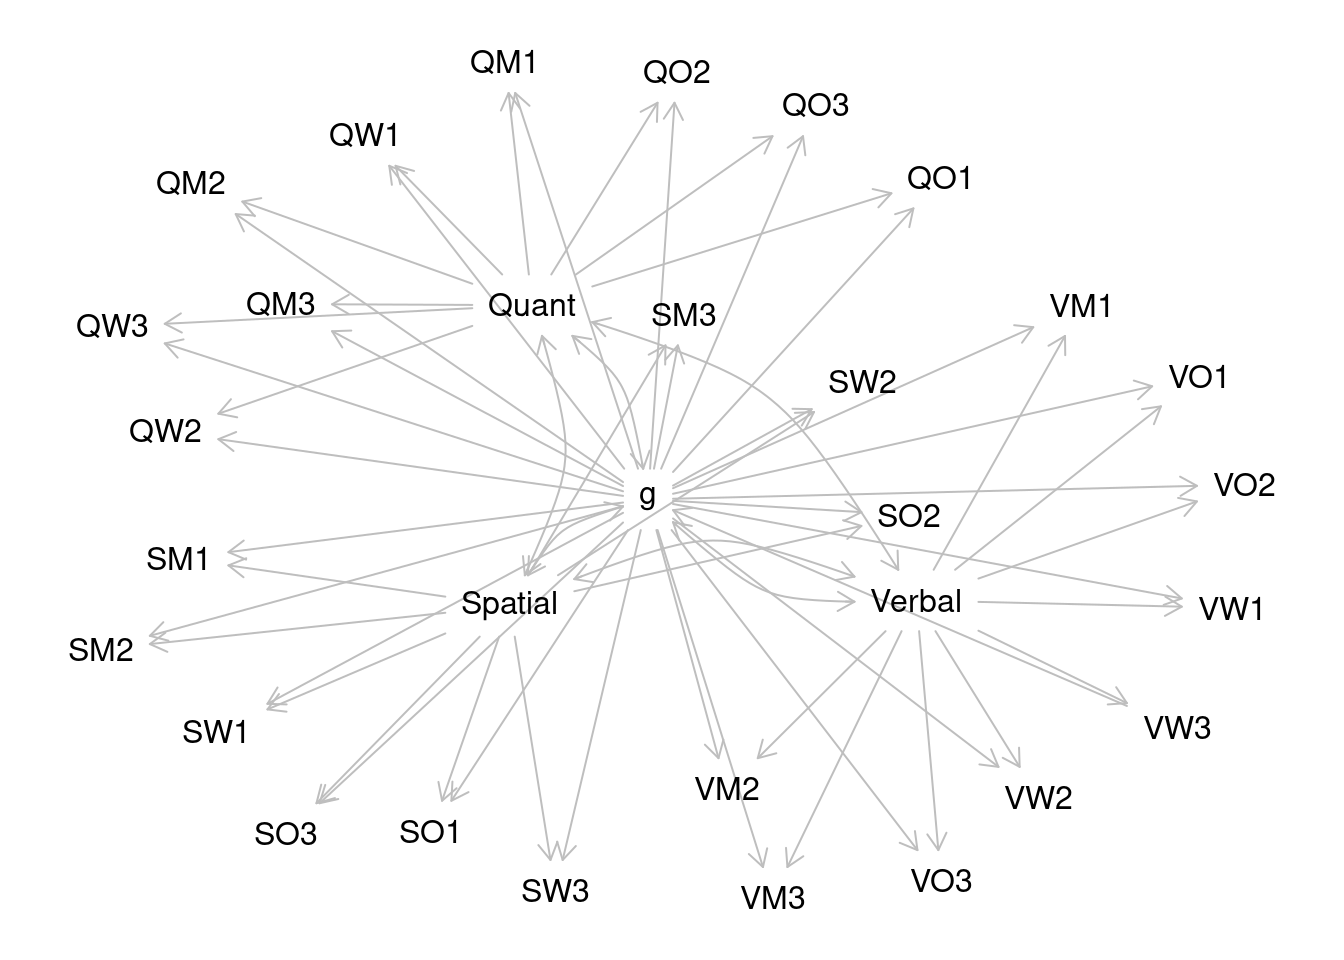 QM1
QO2
QO3
QW1
QO1
QM2
QM3
Quant
SM3
VM1
QW3
SW2
VO1
QW2
g
VO2
SO2
SM1
Spatial
Verbal
VW1
SM2
SW1
VW3
VM2
VW2
SO3
SO1
SW3
VM3
VO3